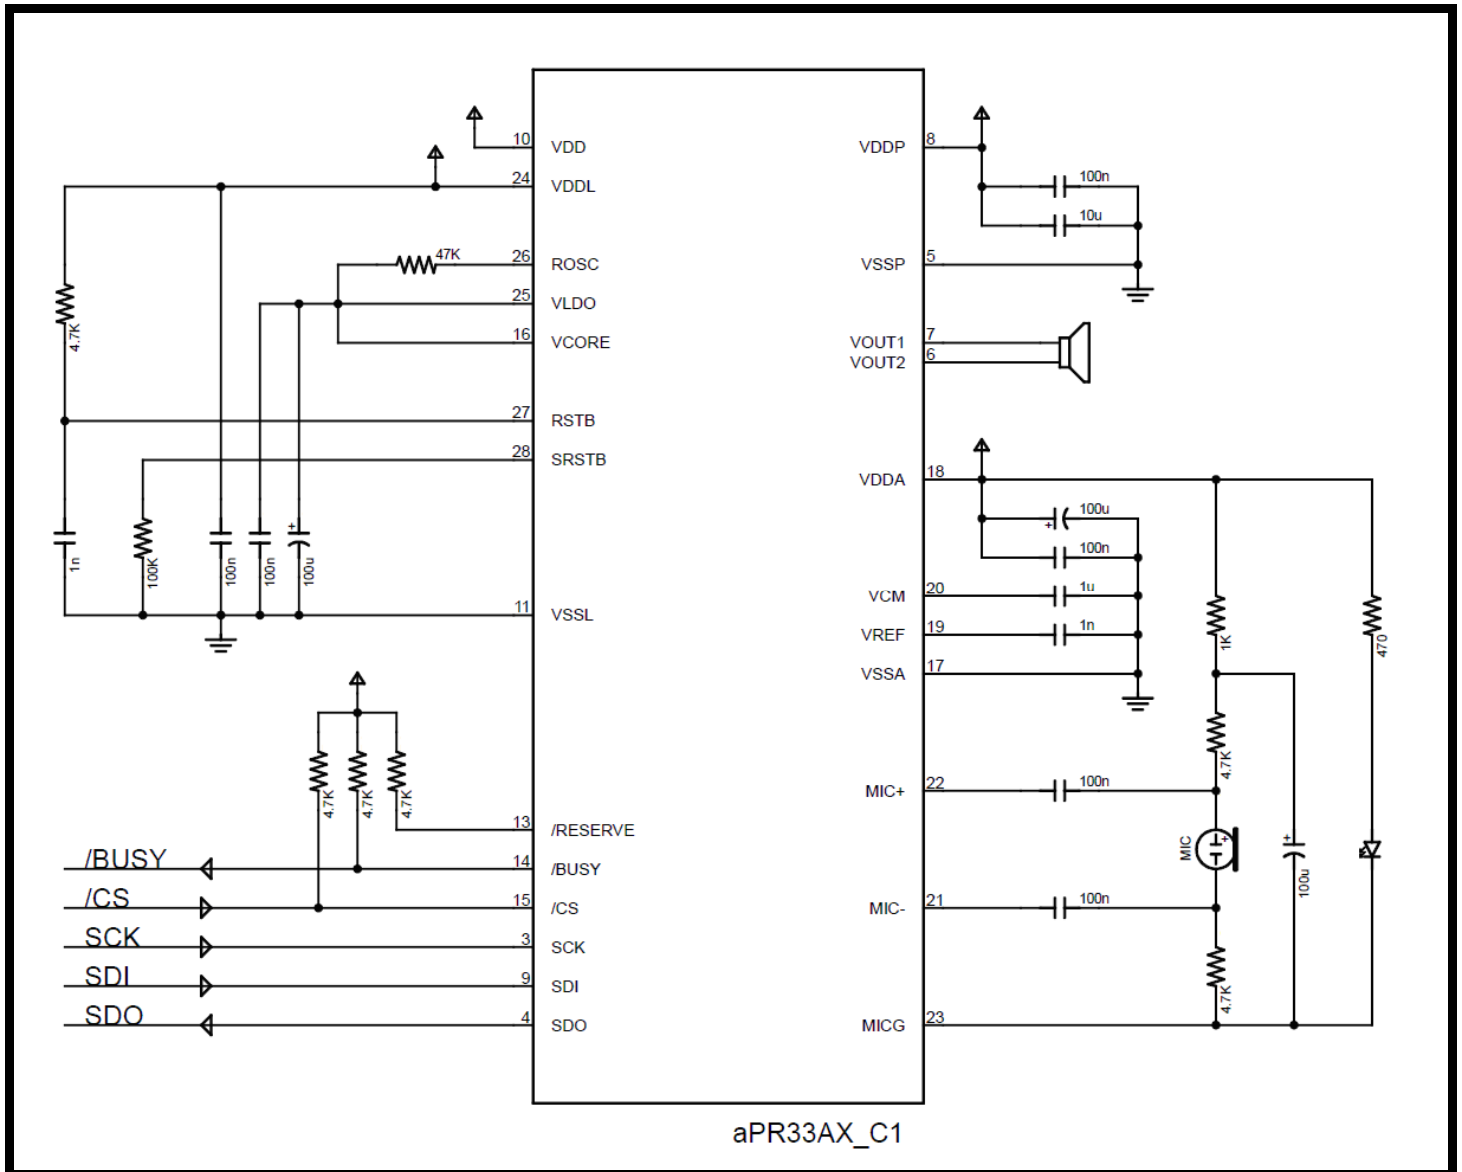 10 VDD
24 VDDL
47K 26 ROSC
25 VLDO
16 VCORE
4.7K
27 RSTB
28 SRSTB
1n 100K 100n 100n + 100u
11 VSSL
4.7K 4.7K 4.7K
13 /RESERVE
/BUSY 14 /BUSY
/CS 15 /CS
SCK 3 SCK
SDI 9 SDI
SDO 4 SDO
VDDP 8
100n
10u
VSSP 5
VOUT1 7
VOUT2 6
VDDA 18
+ 100u
100n
VCM 20 1u
VREF 19 1n
1K 470
VSSA 17
4.7K
MIC+ 22 100n
MIC + + 100u
MIC- 21 100n
4.7K
MICG 23
aPR33AX_C1